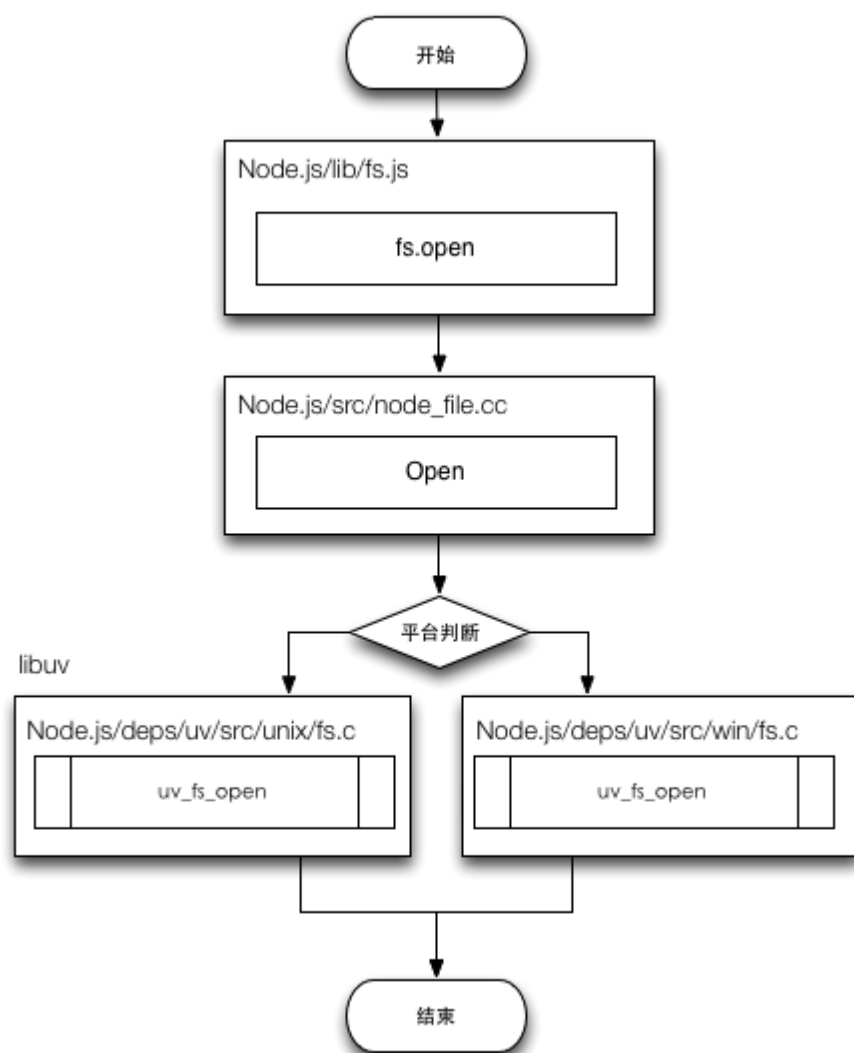 开始
Node.js/lib/fs.js
fs.open
Node.js/src/node_file.cc
Open
平台判断
libuv
Node.js/deps/uv/src/unix/fs.c
Node.js/deps/uv/src/win/fs.c
uv_fs_open
uv_fs_open
结束